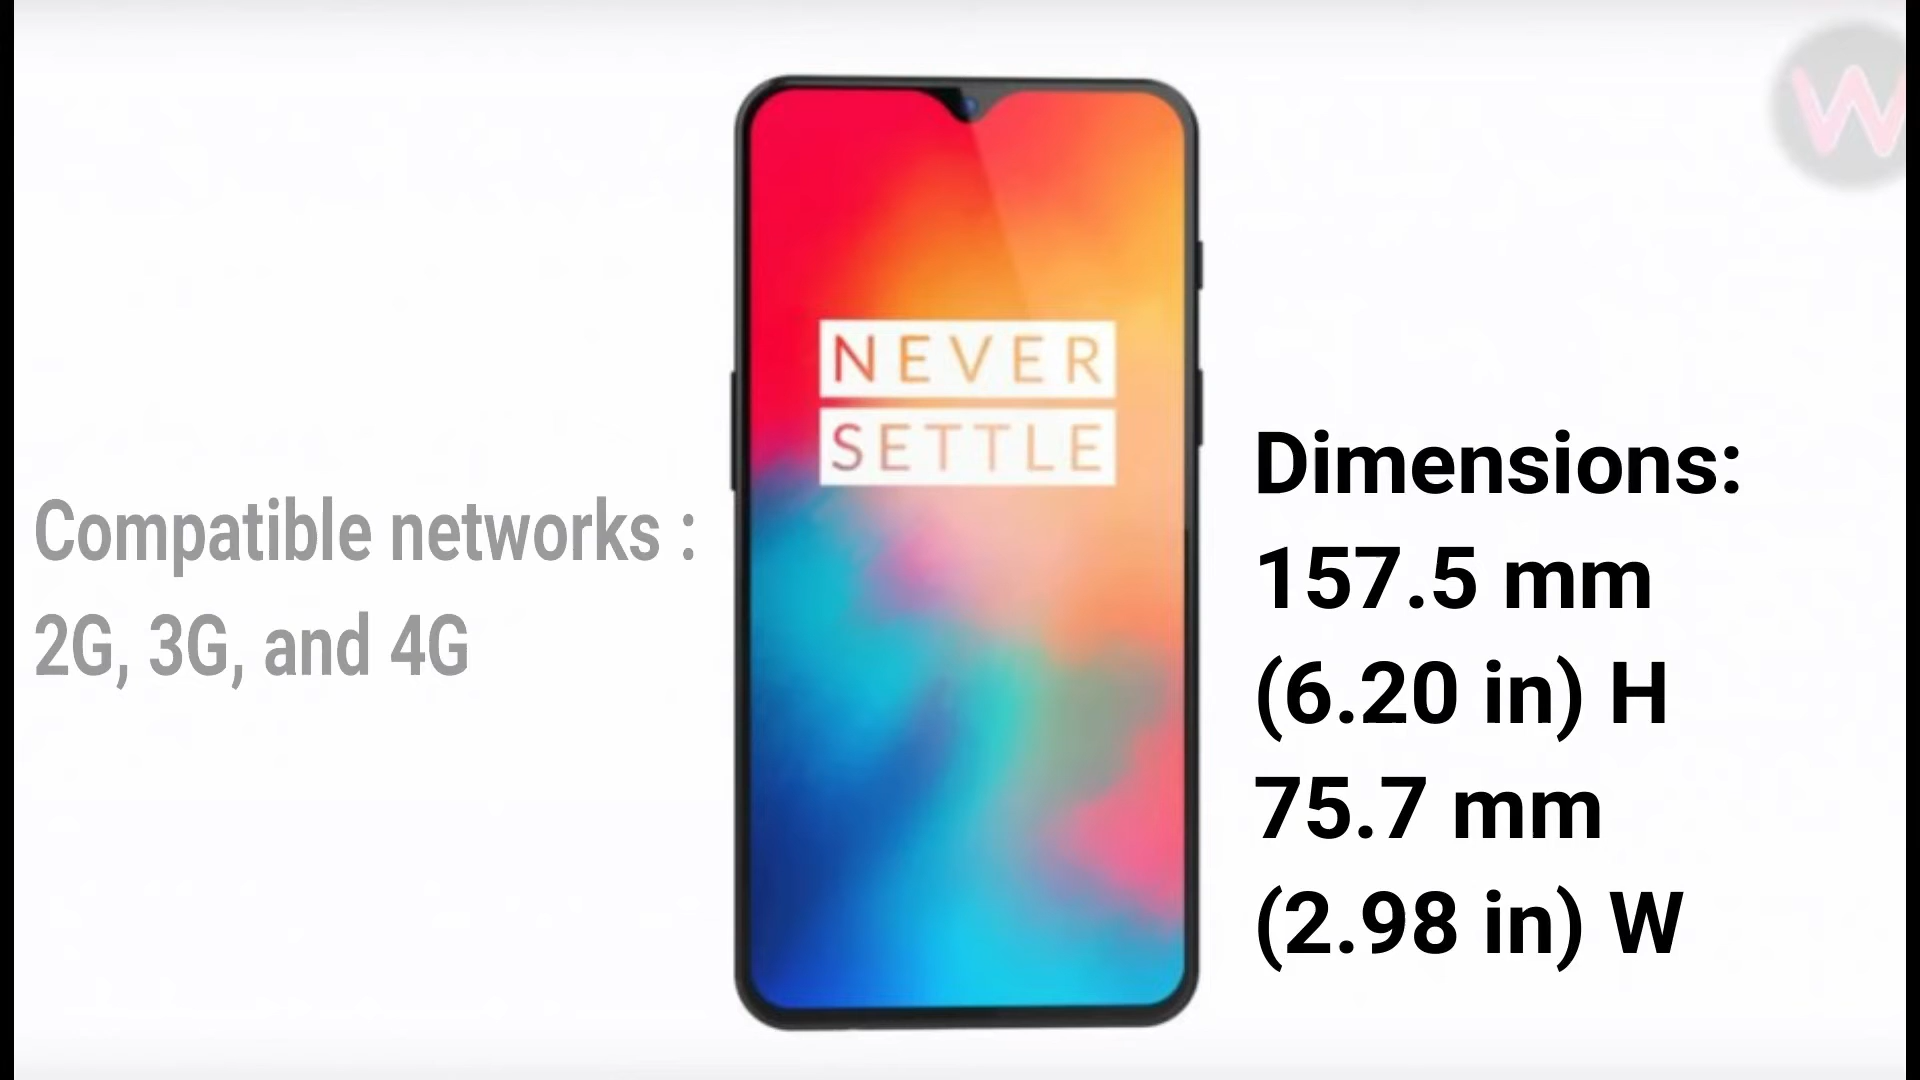 W
NEVER
SETTLE
Compatible networks :
2G, 3G, and 4G
Dimensions:
157.5 mm
(6.20 in) H
75.7 mm
(2.98 in) W